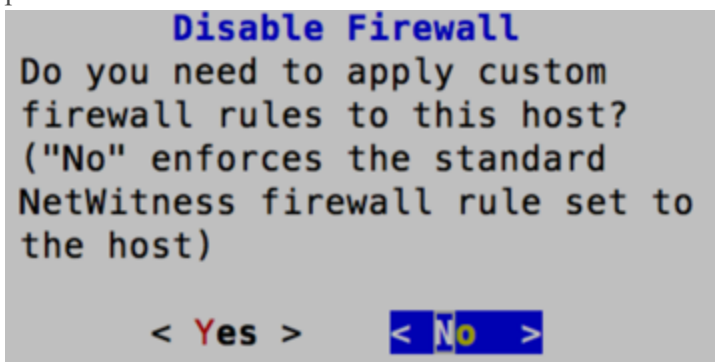 Disable Firewall
Do you need to apply custom
firewall rules to this host?
("No" enforces the standard
NetWitness firewall rule set to
the host)
< Yes > < No >